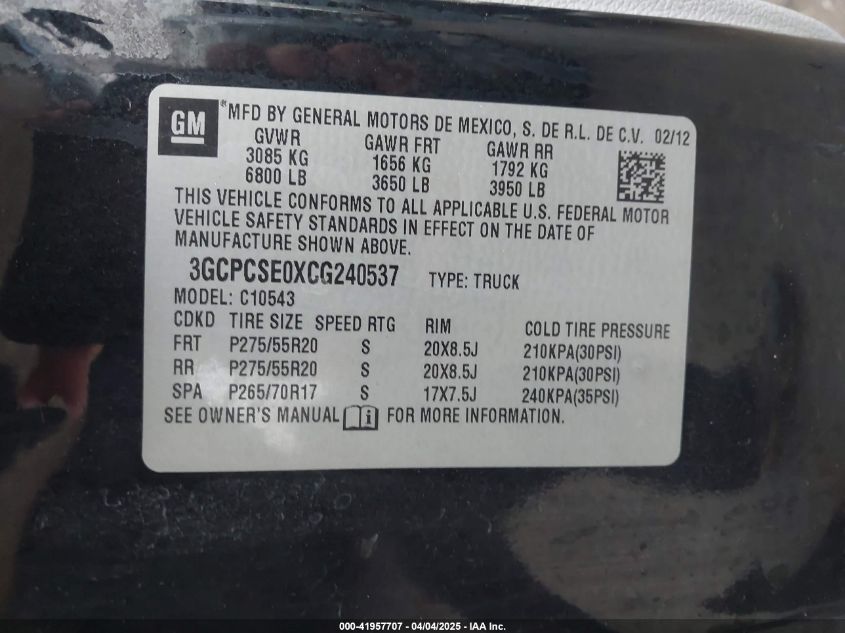 GM ® MFD BY GENERAL MOTORS DE MEXICO, S. DE R.L. DE C.V. 02/12
GVWR GAWR FRT GAWR RR
3085 KG 1656 KG 1792 KG
6800 LB 3650 LB 3950 LB
THIS VEHICLE CONFORMS TO ALL APPLICABLE U.S. FEDERAL MOTOR
VEHICLE SAFETY STANDARDS IN EFFECT ON THE DATE OF
MANUFACTURE SHOWN ABOVE.
3GCPCSE0XCG240537 TYPE: TRUCK
MODEL: C10543
CDKD TIRE SIZE SPEED RTG RIM COLD TIRE PRESSURE
FRT P275/55R20 S 20X8.5J 210KPA(30PSI)
RR P275/55R20 S 20X8.5J 210KPA(30PSI)
SPA P265/70R17 S 17X7.5J 240KPA(35PSI)
SEE OWNER'S MANUAL i FOR MORE INFORMATION.
000-41957707 - 04/04/2025 - IAA Inc.